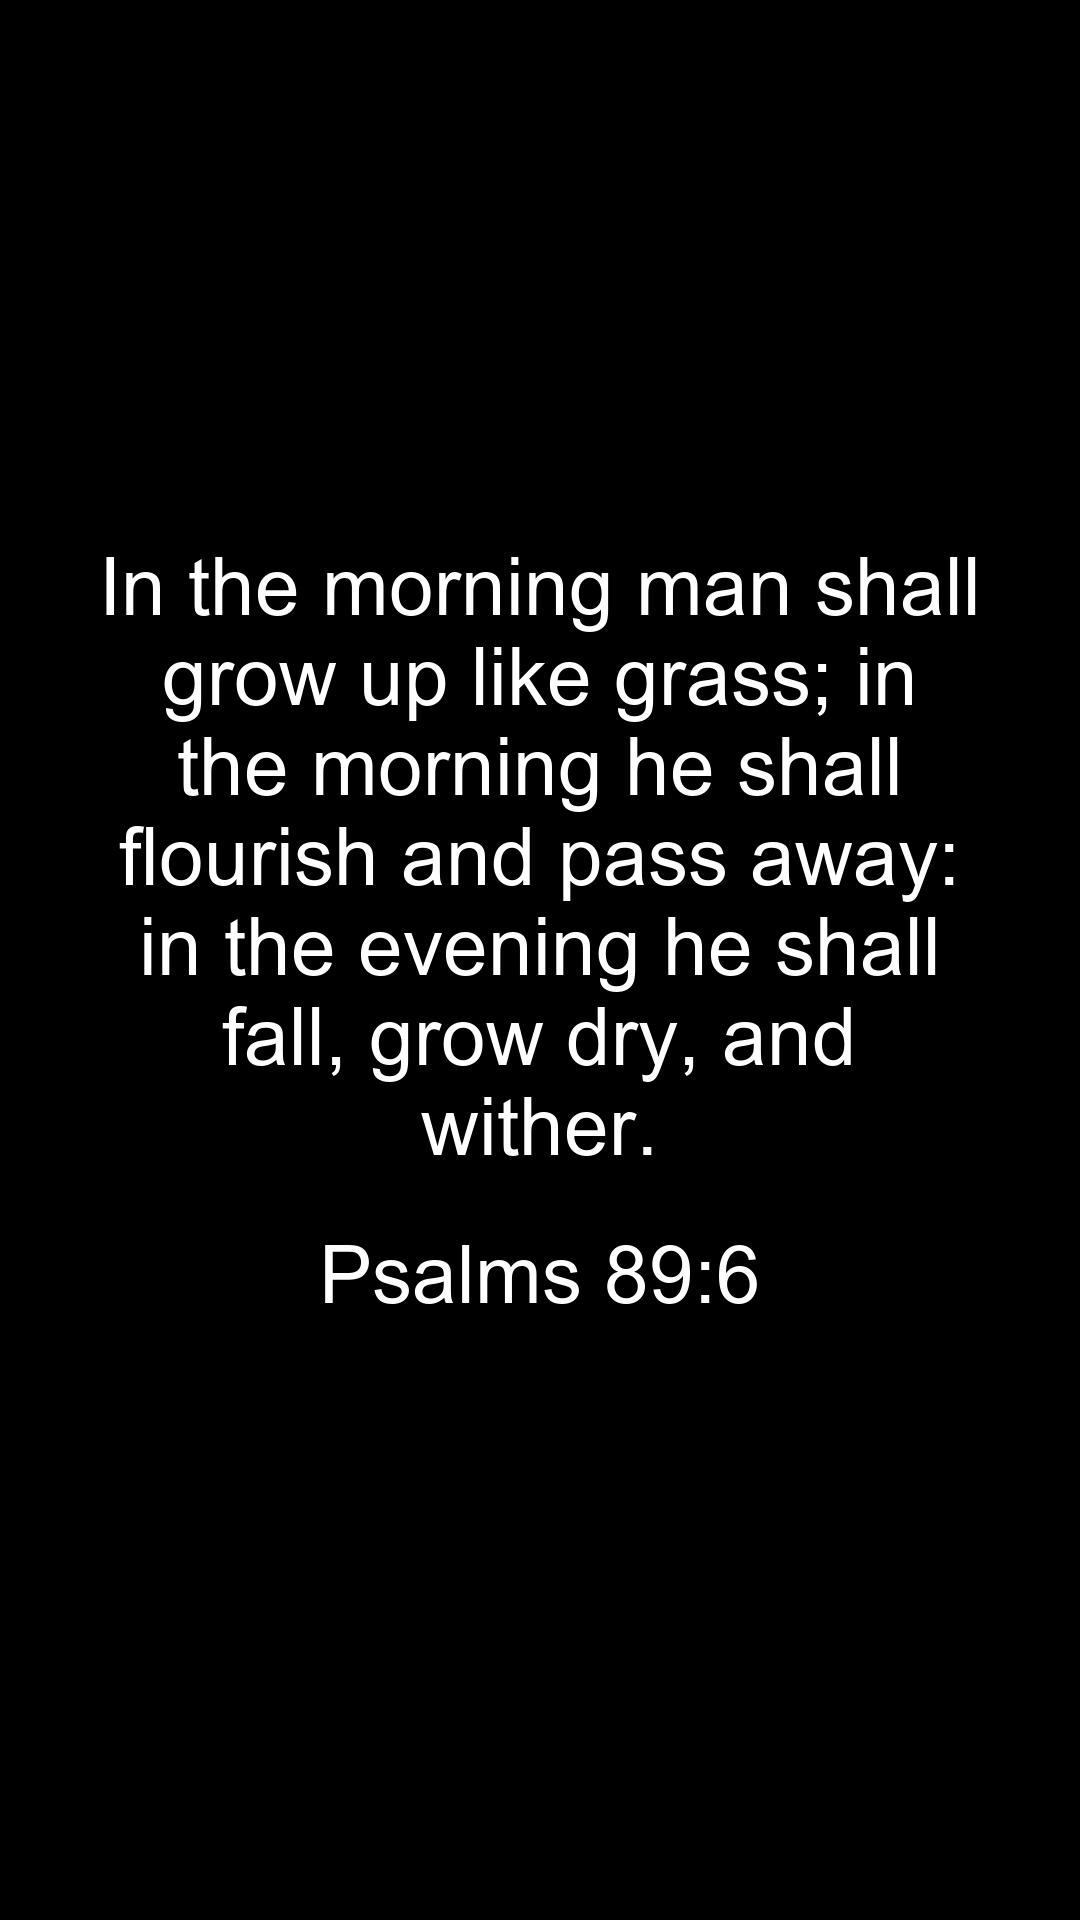 In the morning man shall
grow up like grass; in
the morning he shall
flourish and pass away:
in the evening he shall
fall, grow dry, and
wither.
Psalms 89:6